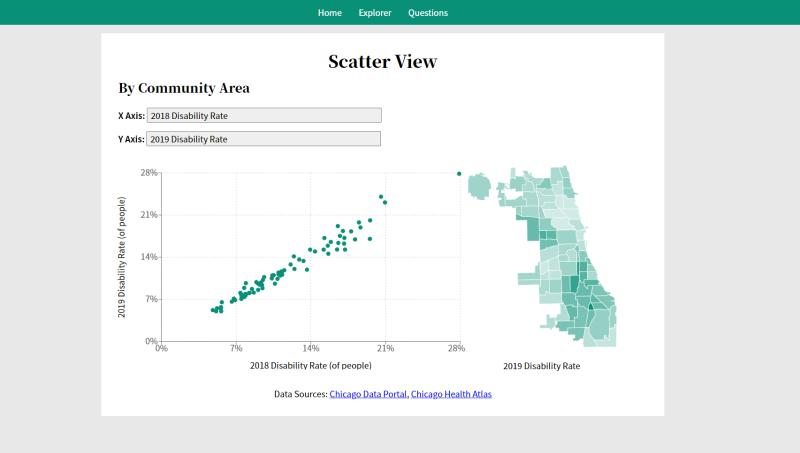 Home Explorer Questions
Scatter View
By Community Area
X Axis: 2018 Disability Rate
Y Axis: 2019 Disability Rate
2019 Disability Rate (of people)
28%
21%
14%
7%
0%
0% 7% 14% 21% 28%
2018 Disability Rate (of people)
2019 Disability Rate
Data Sources: Chicago Data Portal, Chicago Health Atlas